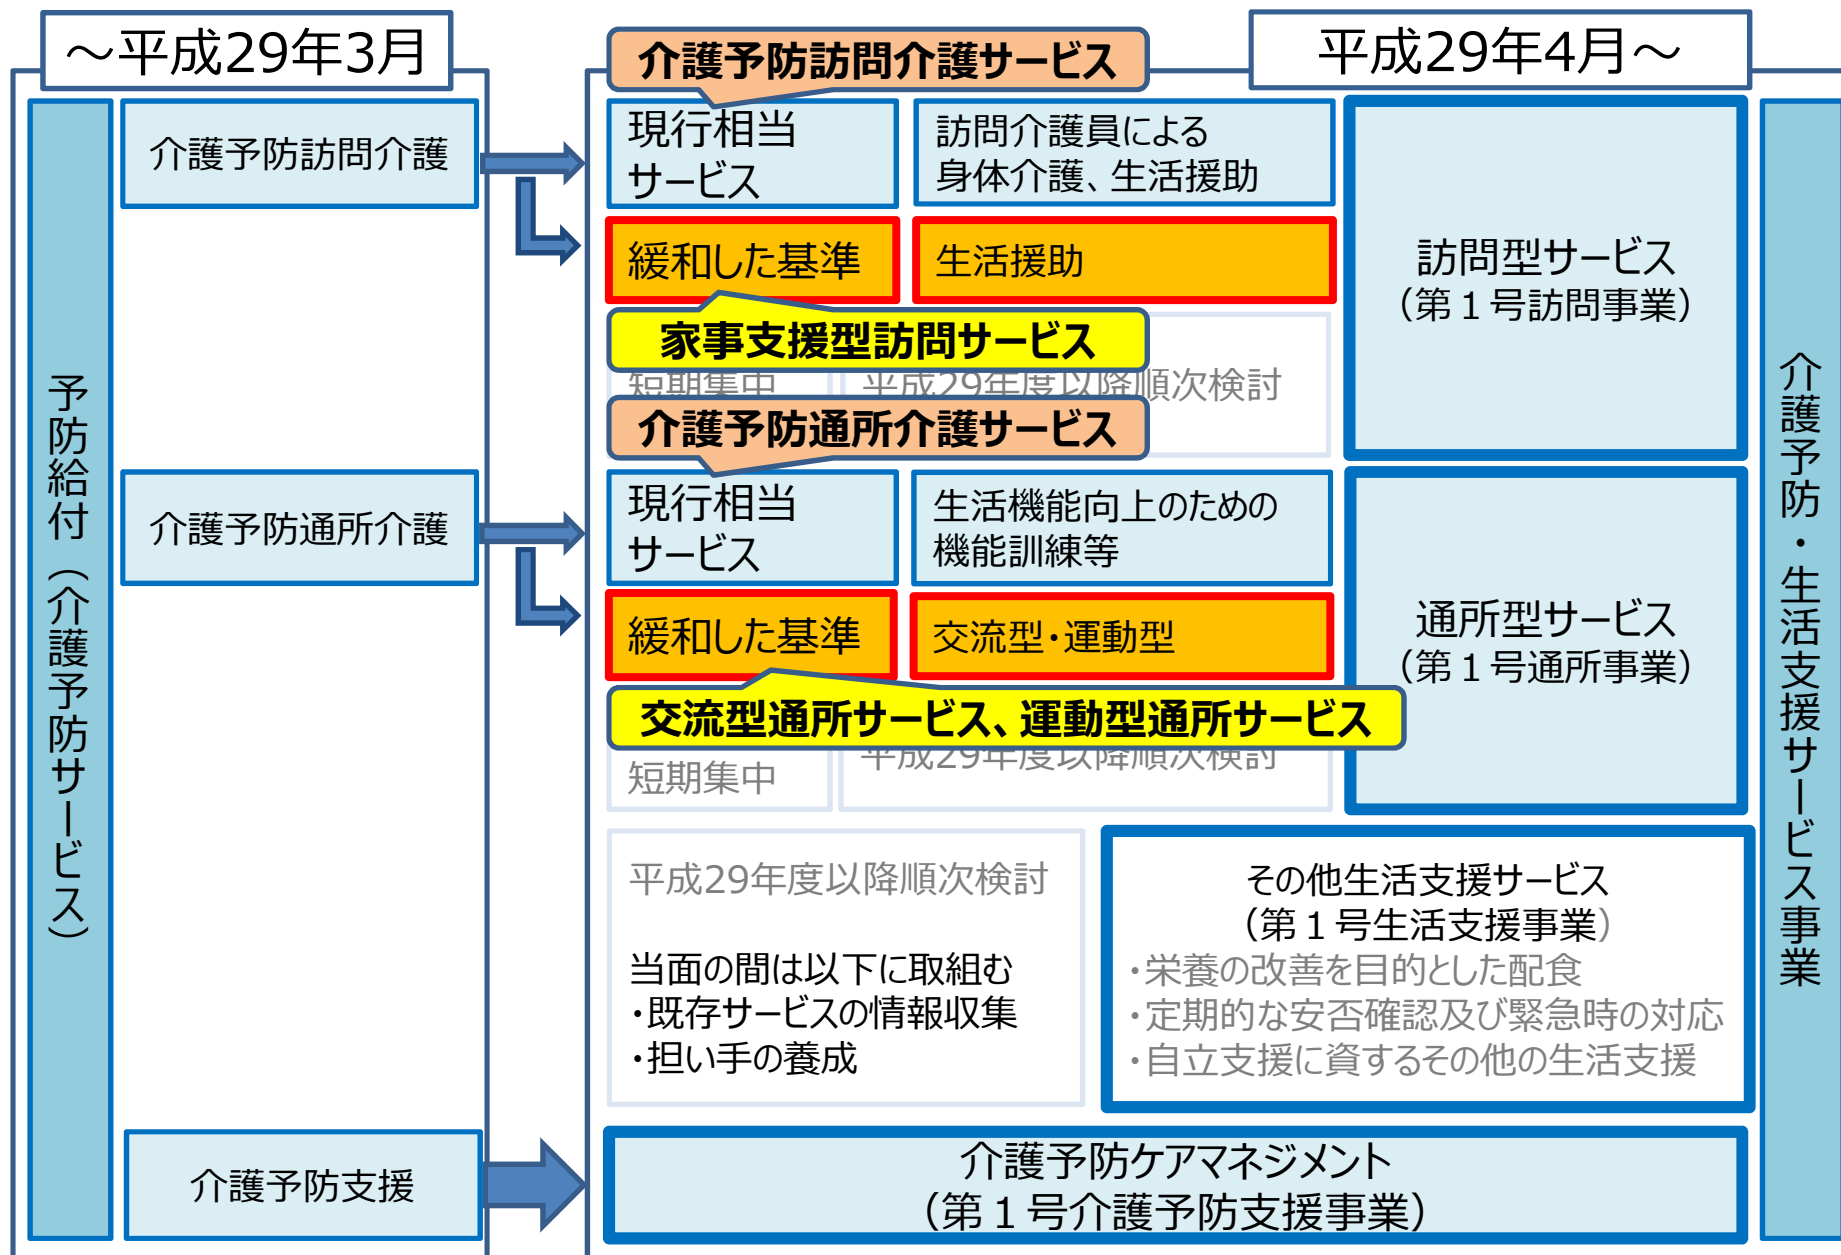 ～平成29年3月
平成29年4月～
予防給付（介護予防サービス）
介護予防訪問介護
介護予防訪問介護サービス
現行相当
サービス
訪問介護員による
身体介護、生活援助
緩和した基準
生活援助
家事支援型訪問サービス
短期集中
平成29年度以降順次検討
訪問型サービス
（第１号訪問事業）
介護予防通所介護
介護予防通所介護サービス
現行相当
サービス
生活機能向上のための
機能訓練等
緩和した基準
交流型・運動型
交流型通所サービス、運動型通所サービス
短期集中
平成29年度以降順次検討
通所型サービス
（第１号通所事業）
平成29年度以降順次検討
当面の間は以下に取組む
・既存サービスの情報収集
・担い手の養成
その他生活支援サービス
（第１号生活支援事業）
・栄養の改善を目的とした配食
・定期的な安否確認及び緊急時の対応
・自立支援に資するその他の生活支援
介護予防支援
介護予防ケアマネジメント
（第１号介護予防支援事業）
介護予防・生活支援サービス事業